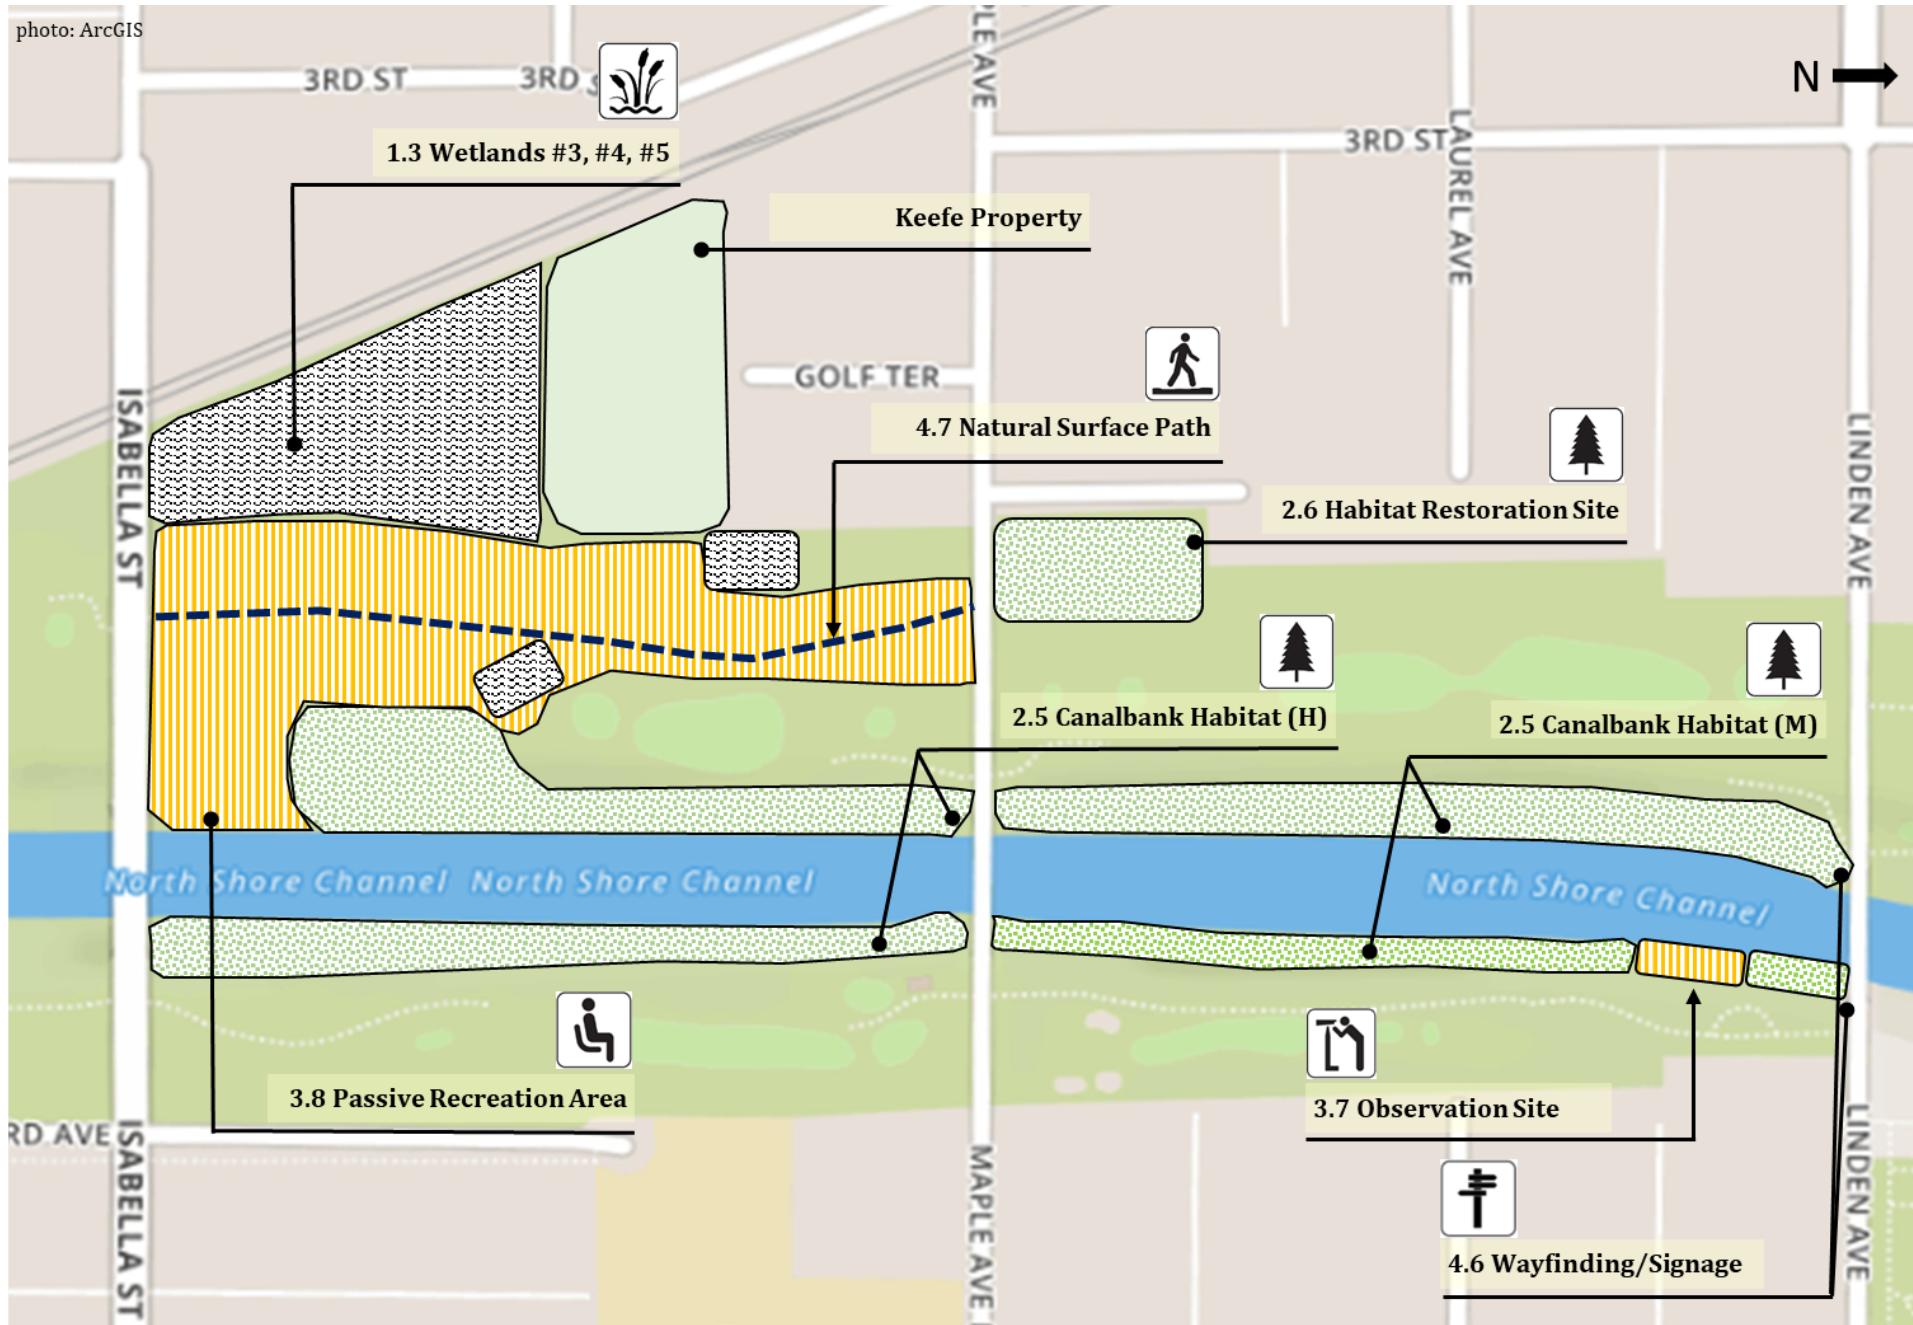 photo: ArcGIS
3RD ST
3RD S
PLE AVE
N
3RD ST
LAUREL AVE
1.3 Wetlands #3, #4, #5
Keefe Property
GOLF TER
4.7 Natural Surface Path
ISABELLA ST
LINDEN AVE
2.6 Habitat Restoration Site
2.5 Canalbank Habitat (H)
2.5 Canalbank Habitat (M)
North Shore Channel
North Shore Channel
North Shore Channel
3.8 Passive Recreation Area
3.7 Observation Site
RD AVE
ISABELLA ST
MAPLE AVE
LINDEN AVE
4.6 Wayfinding/Signage